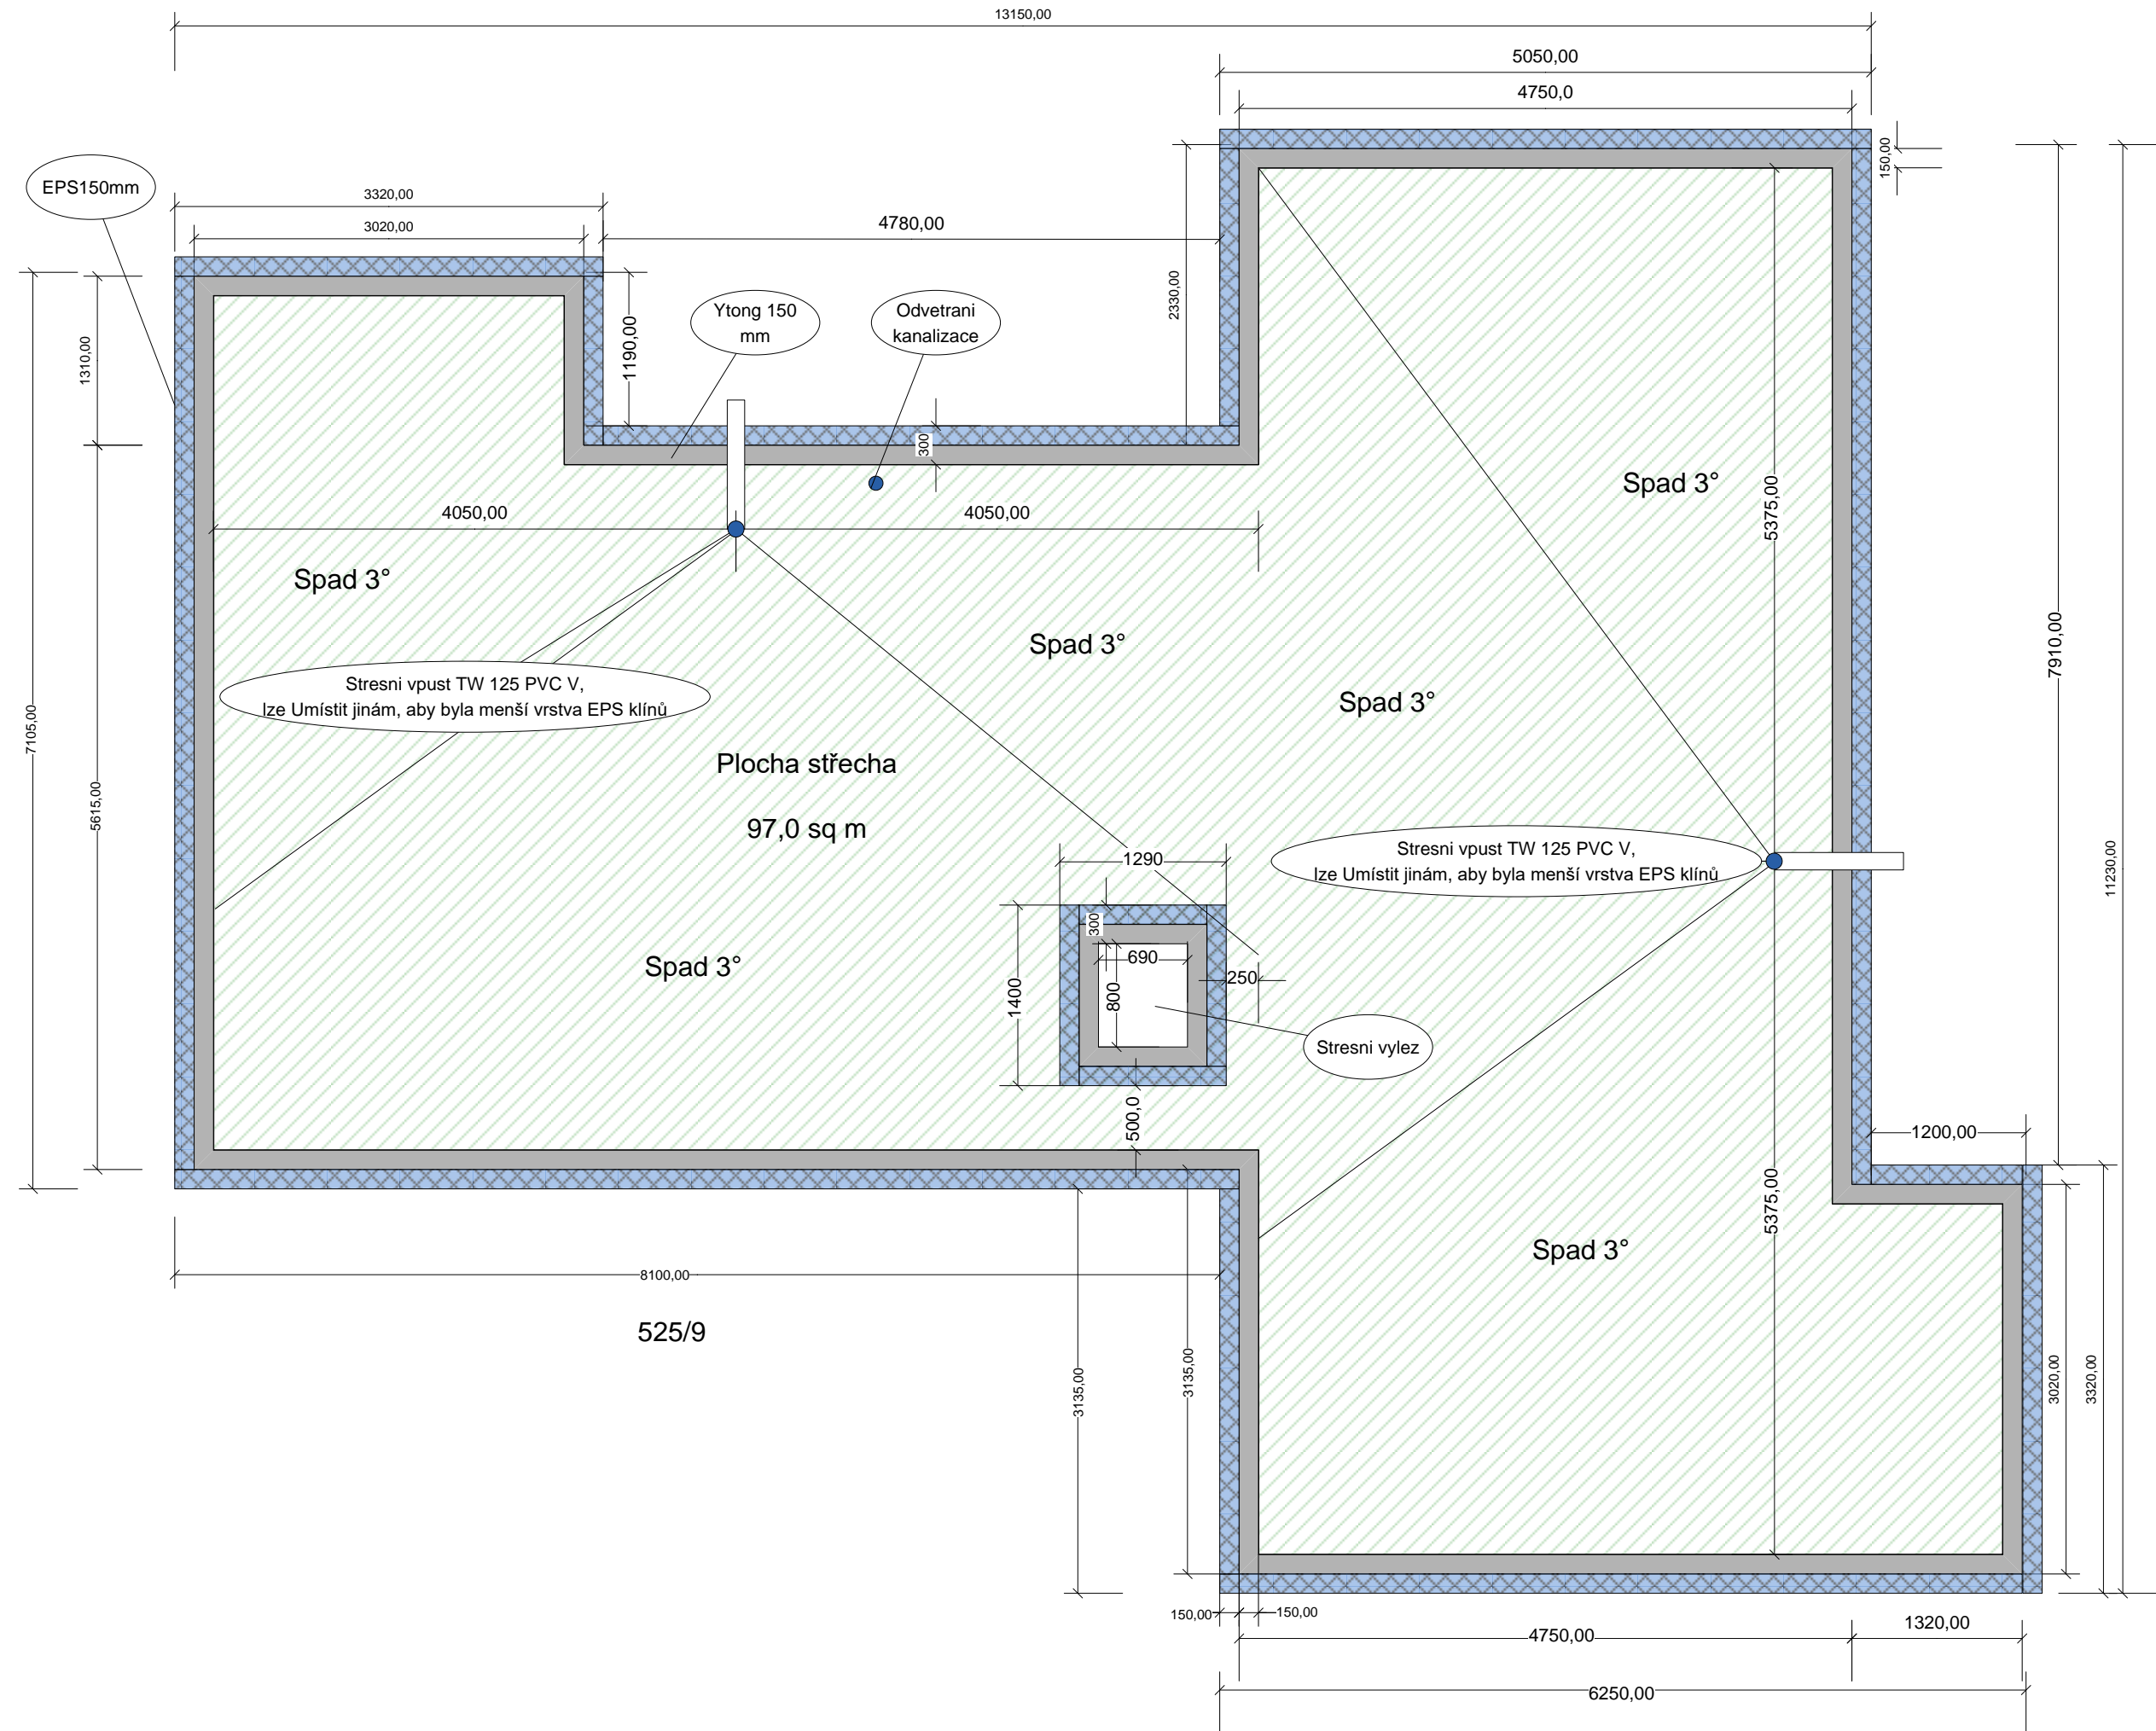 13150,00
5050,00
4750,0
150,00
EPS150mm
3320,00
3020,00
4780,00
2330,00
1190,00
1310,00
Ytong 150
mm
Odvetrani
kanalizace
300
4050,00
4050,00
Spad 3°
5375,00
Spad 3°
Spad 3°
Spad 3°
7910,00
Stresni vpust TW 125 PVC V,
lze Umístit jinám, aby byla menší vrstva EPS klínů
7105,00
5615,00
Plocha střecha
97,0 sq m
Stresni vpust TW 125 PVC V,
lze Umístit jinám, aby byla menší vrstva EPS klínů
11230,00
1290
300
690
800
1400
250
Spad 3°
Stresni vylez
500,0
1200,00
5375,00
Spad 3°
8100,00
525/9
3135,00
3135,00
3020,00
3320,00
150,00
150,00
4750,00
1320,00
6250,00